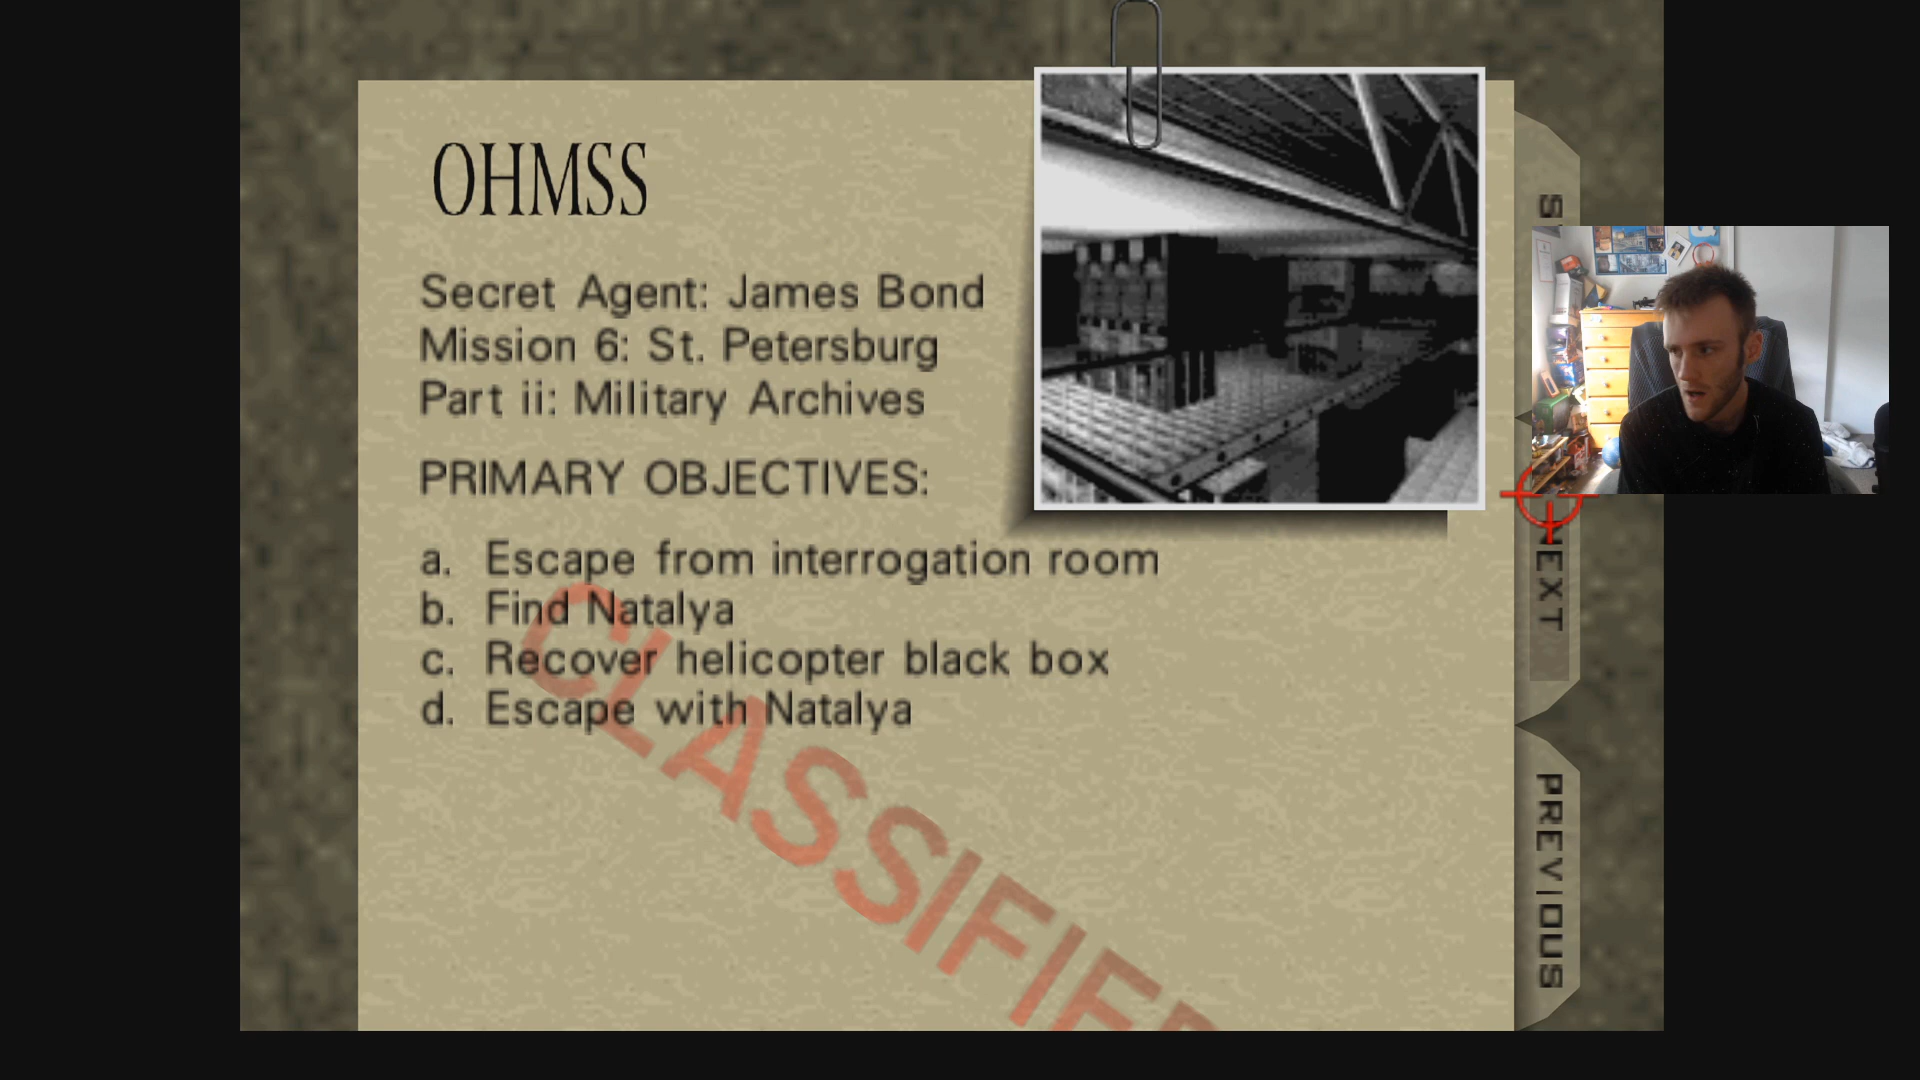 OHMSS
Secret Agent: James Bond
Mission 6: St. Petersburg
Part ii: Military Archives
PRIMARY OBJECTIVES:
a. Escape from interrogation room
b. Find Natalya
c. Recover helicopter black box
d. Escape with Natalya
NEXT
PREVIOUS